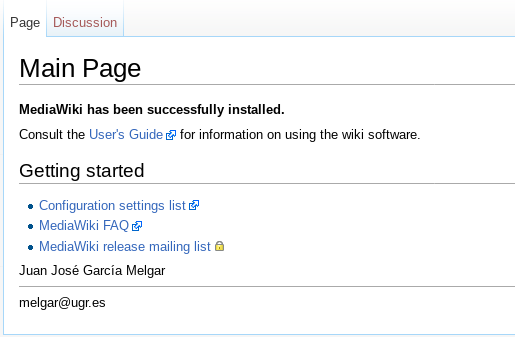 Page Discussion
Main Page
MediaWiki has been successfully installed.
Consult the User's Guide for information on using the wiki software.
Getting started
Configuration settings list
MediaWiki FAQ
MediaWiki release mailing list
Juan José García Melgar
melgar@ugr.es